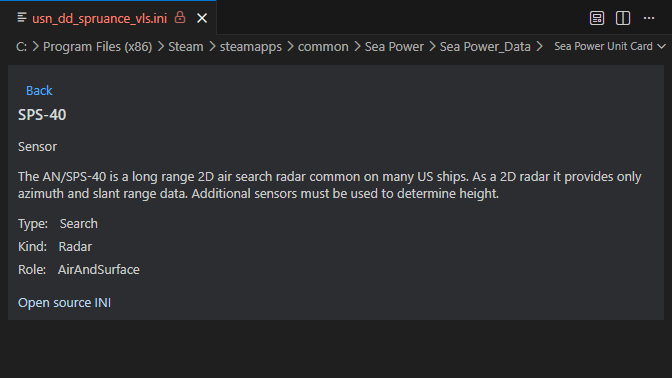 usn_dd_spruance_vls.ini
C: > Program Files (x86) > Steam > steamapps > common > Sea Power > Sea Power_Data > Sea Power Unit Card
Back
SPS-40
Sensor
The AN/SPS-40 is a long range 2D air search radar common on many US ships. As a 2D radar it provides only
azimuth and slant range data. Additional sensors must be used to determine height.
Type: Search
Kind: Radar
Role: AirAndSurface
Open source INI